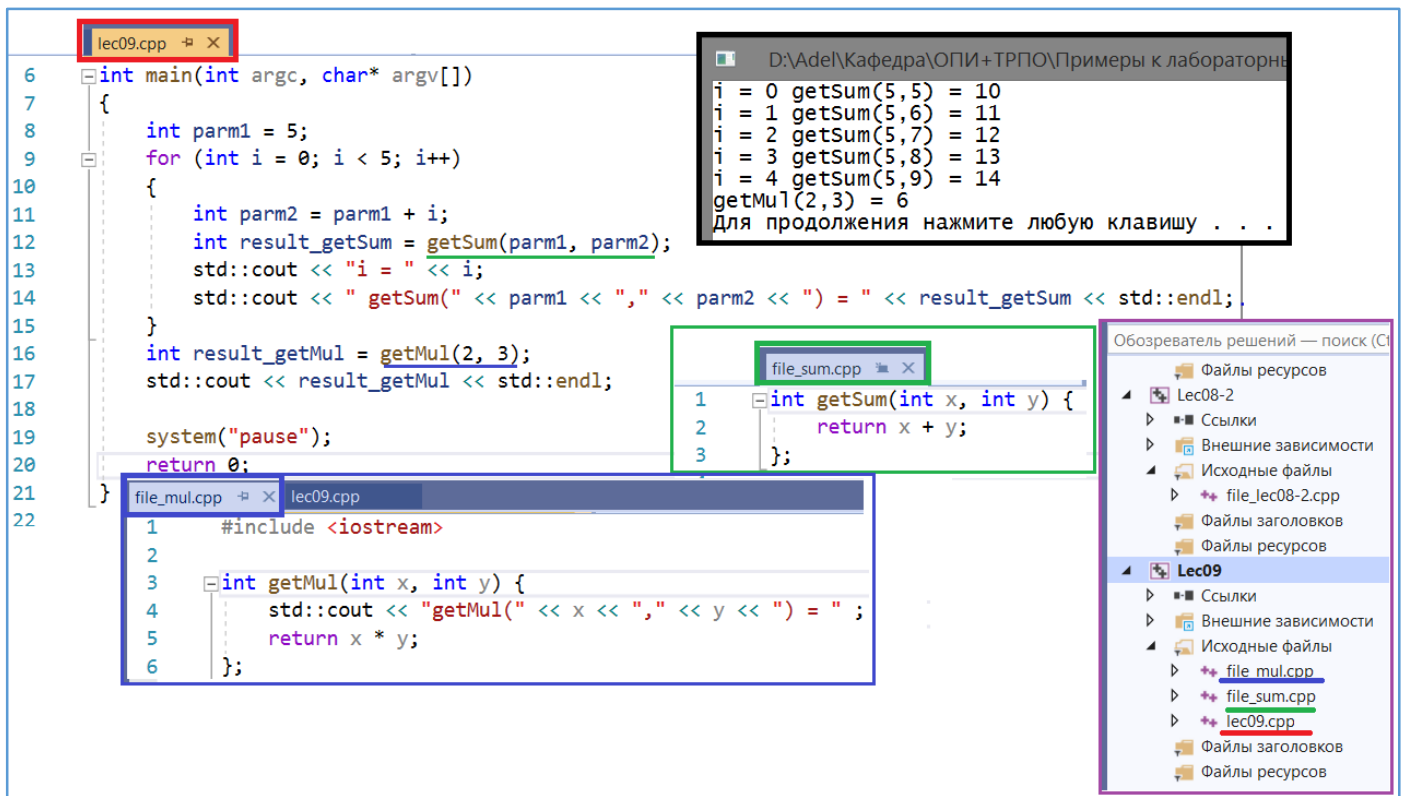 lec09.cpp
6 int main(int argc, char* argv[])
7 {
8 int parm1 = 5;
9 for (int i = 0; i < 5; i++)
10 {
11 int parm2 = parm1 + i;
12 int result_getSum = getSum(parm1, parm2);
13 std::cout << "i = " << i;
14 std::cout << " getSum(" << parm1 << "," << parm2 << ") = " << result_getSum << std::endl;
15 }
16 int result_getMul = getMul(2, 3);
17 std::cout << result_getMul << std::endl;
18
19 system("pause");
20 return 0;
21 }
22
D:\Adel\Кафедра\ОПИ+ТРПО\Примеры к лабораторны
i = 0 getSum(5,5) = 10
i = 1 getSum(5,6) = 11
i = 2 getSum(5,7) = 12
i = 3 getSum(5,8) = 13
i = 4 getSum(5,9) = 14
getMul(2,3) = 6
Для продолжения нажмите любую клавишу . . .
file_sum.cpp
1 int getSum(int x, int y) {
2 return x + y;
3 };
file_mul.cpp lec09.cpp
1 #include <iostream>
2
3 int getMul(int x, int y) {
4 std::cout << "getMul(" << x << "," << y << ") = " ;
5 return x * y;
6 };
Обозреватель решений — поиск (Ct
Файлы ресурсов
Lec08-2
Ссылки
Внешние зависимости
Исходные файлы
file_lec08-2.cpp
Файлы заголовков
Файлы ресурсов
Lec09
Ссылки
Внешние зависимости
Исходные файлы
file_mul.cpp
file_sum.cpp
lec09.cpp
Файлы заголовков
Файлы ресурсов